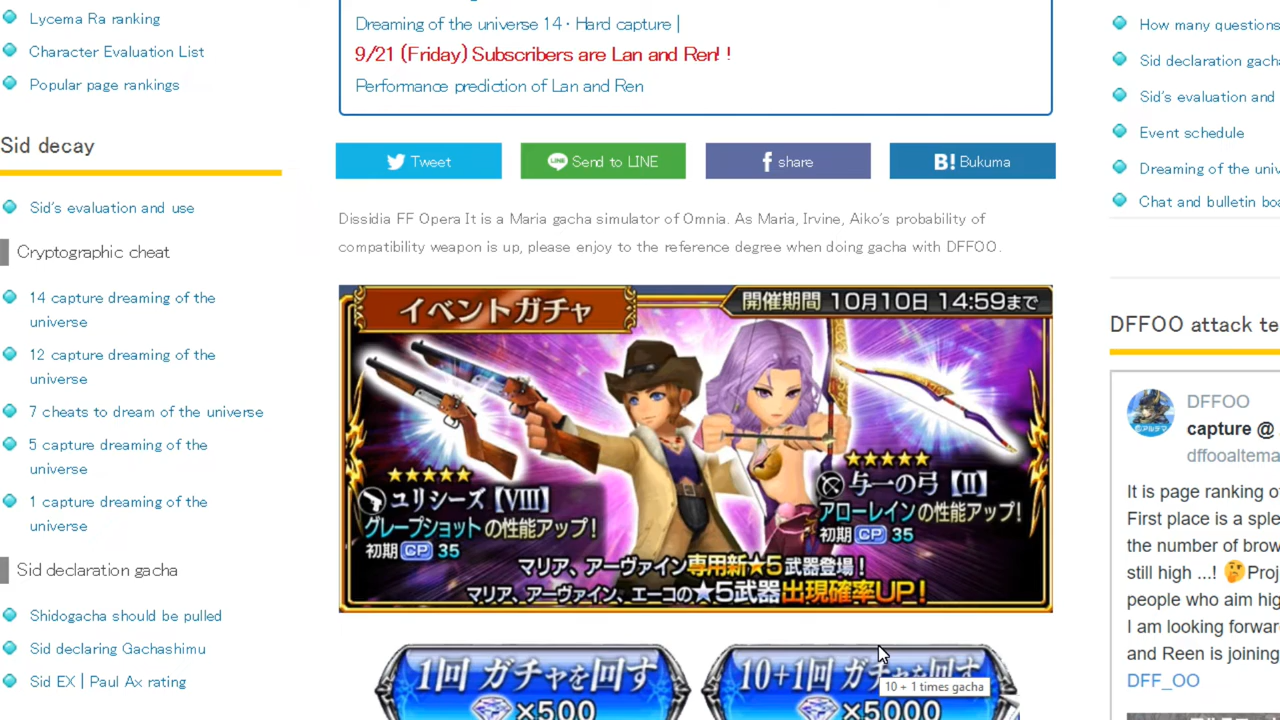 Lycema Ra ranking
Character Evaluation List
Popular page rankings
Sid decay
Sid's evaluation and use
Cryptographic cheat
14 capture dreaming of the
universe
12 capture dreaming of the
universe
7 cheats to dream of the universe
5 capture dreaming of the
universe
1 capture dreaming of the
universe
Sid declaration gacha
Shidogacha should be pulled
Sid declaring Gachashimu
Sid EX | Paul Ax rating
Dreaming of the universe 14 · Hard capture |
9/21 (Friday) Subscribers are Lan and Ren! !
Performance prediction of Lan and Ren
Tweet
LINE Send to LINE
f share
B! Bukuma
Dissidia FF Opera It is a Maria gacha simulator of Omnia. As Maria, Irvine, Aiko's probability of
compatibility weapon is up, please enjoy to the reference degree when doing gacha with DFFOO.
イベントガチャ
開催期間 10月10日 14:59まで
★★★★★
ユリシーズ【VIII】
グレープショットの性能アップ!
初期 CP 35
★★★★★
与一の弓【II】
アローレインの性能アップ!
初期 CP 35
マリア、アーヴァイン専用新★5武器登場!
マリア、アーヴァイン、エーコの★5武器出現確率UP!
1回 ガチャを回す
×500
10+1回 ガチャを回す
×5000
10 + 1 times gacha
How many questions
Sid declaration gacha
Sid's evaluation and
Event schedule
Dreaming of the univ
Chat and bulletin boa
DFFOO attack te
DFFOO
capture @
dffooaltema
It is page ranking of
First place is a sple
the number of brow
still high ...! Proj
people who aim hig
I am looking forwar
and Reen is joining
DFF_OO